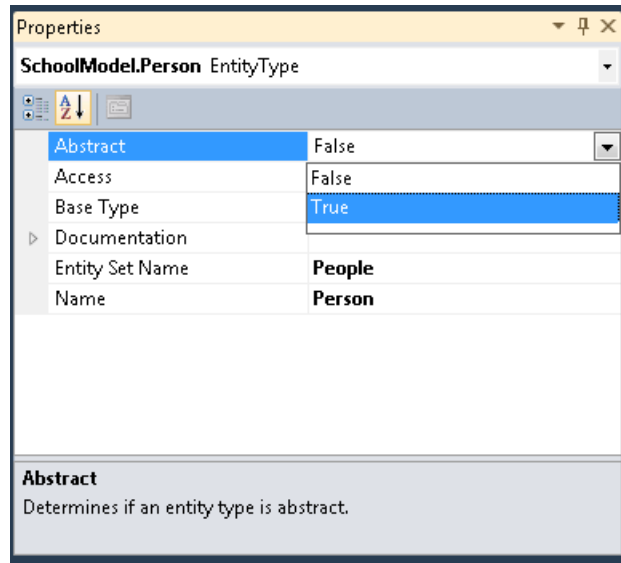 Properties
SchoolModel.Person EntityType
Abstract False
Access False
Base Type True
Documentation
Entity Set Name People
Name Person
Abstract
Determines if an entity type is abstract.